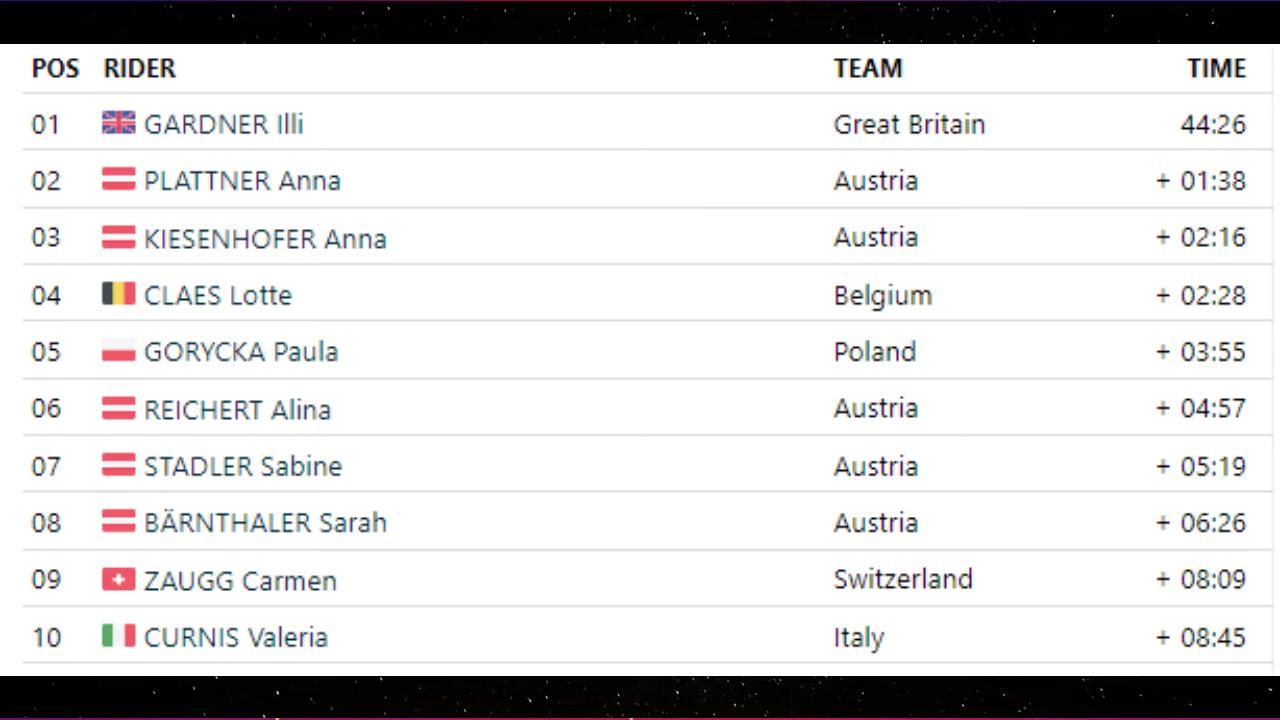 POS RIDER TEAM TIME
01 GARDNER Illi Great Britain 44:26
02 PLATTNER Anna Austria + 01:38
03 KIESENHOFER Anna Austria + 02:16
04 CLAES Lotte Belgium + 02:28
05 GORYCKA Paula Poland + 03:55
06 REICHERT Alina Austria + 04:57
07 STADLER Sabine Austria + 05:19
08 BÄRNTHALER Sarah Austria + 06:26
09 ZAUGG Carmen Switzerland + 08:09
10 CURNIS Valeria Italy + 08:45